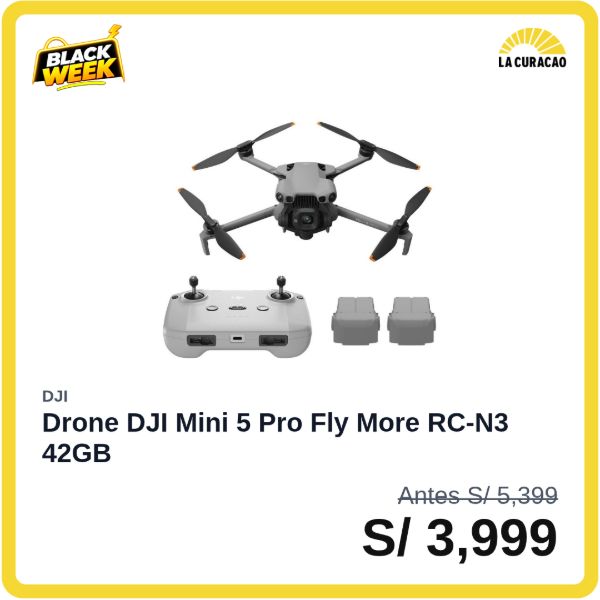 BLACK
WEEK
LA CURACAO
DJI
Drone DJI Mini 5 Pro Fly More RC-N3
42GB
Antes S/ 5,399
S/ 3,999